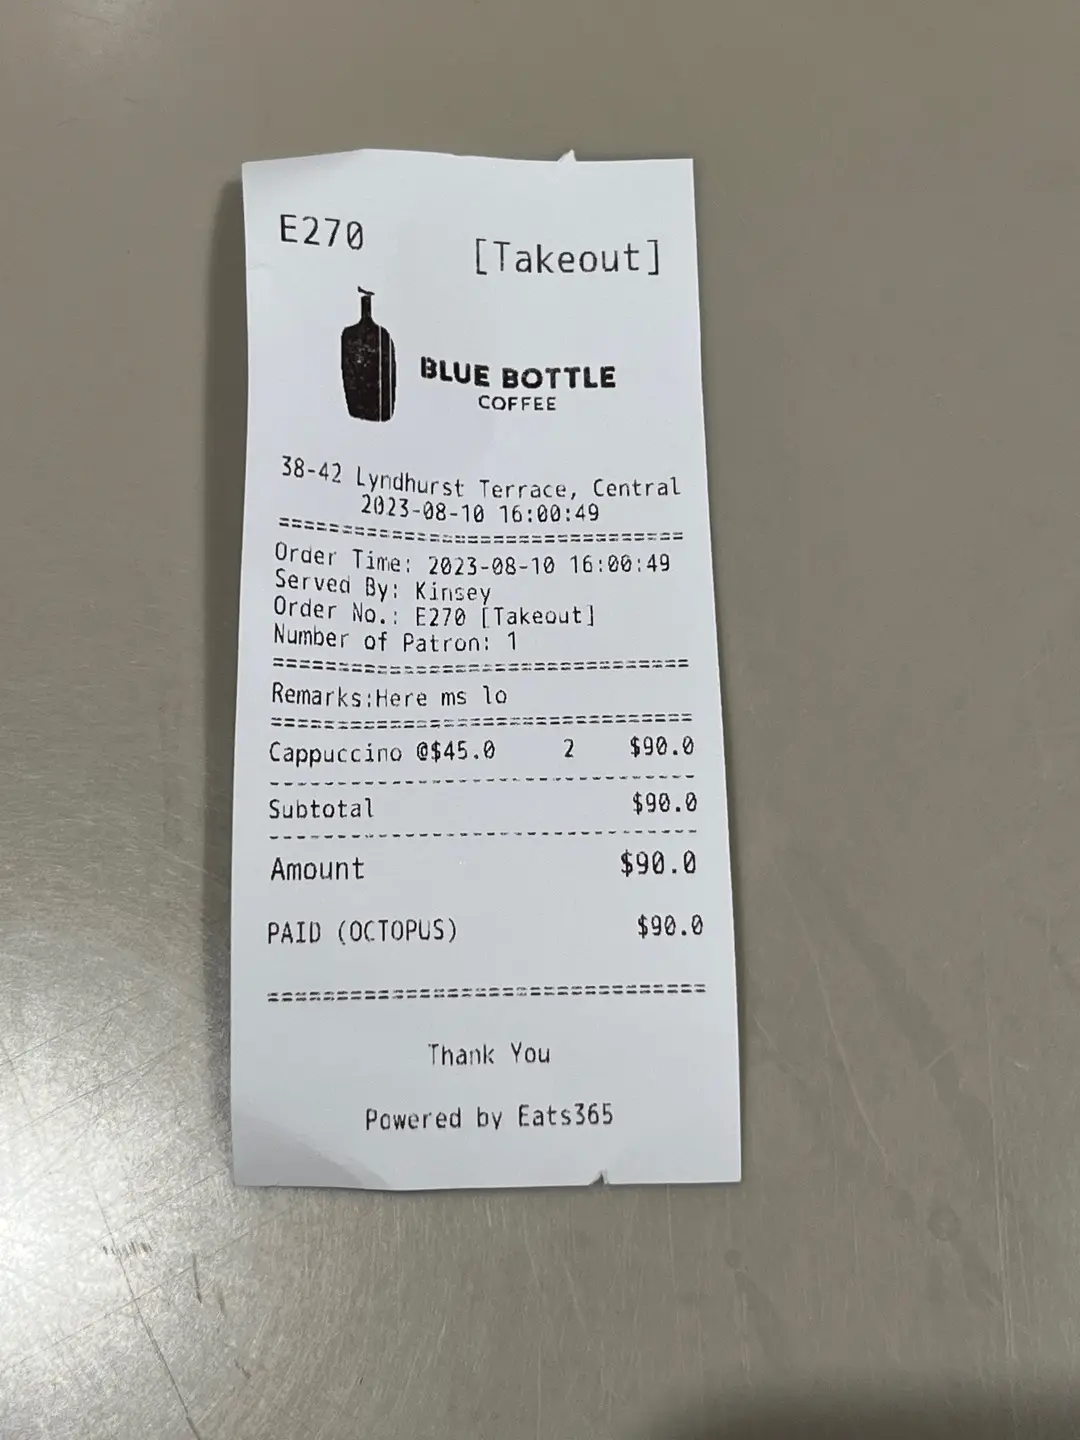 E270
[Takeout]
BLUE BOTTLE
COFFEE
38-42 Lyndhurst Terrace, Central
2023-08-10 16:00:49
================================
Order Time: 2023-08-10 16:00:49
Served By: Kinsey
Order No.: E270 [Takeout]
Number of Patron: 1
================================
Remarks:Here ms lo
================================
Cappuccino @$45.0 2 $90.0
--------------------------------
Subtotal $90.0
--------------------------------
Amount $90.0
PAID (OCTOPUS) $90.0
================================
Thank You
Powered by Eats365